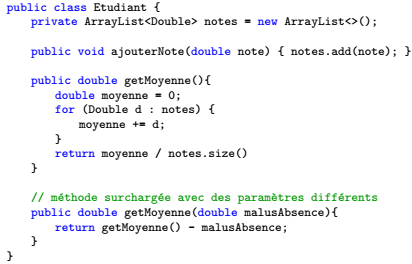 public class Etudiant {
    private ArrayList<Double> notes = new ArrayList<>();

    public void ajouterNote(double note) { notes.add(note); }

    public double getMoyenne(){
        double moyenne = 0;
        for (Double d : notes) {
            moyenne += d;
        }
        return moyenne / notes.size()
    }

    // méthode surchargée avec des paramètres différents
    public double getMoyenne(double malusAbsence){
        return getMoyenne() - malusAbsence;
    }
}